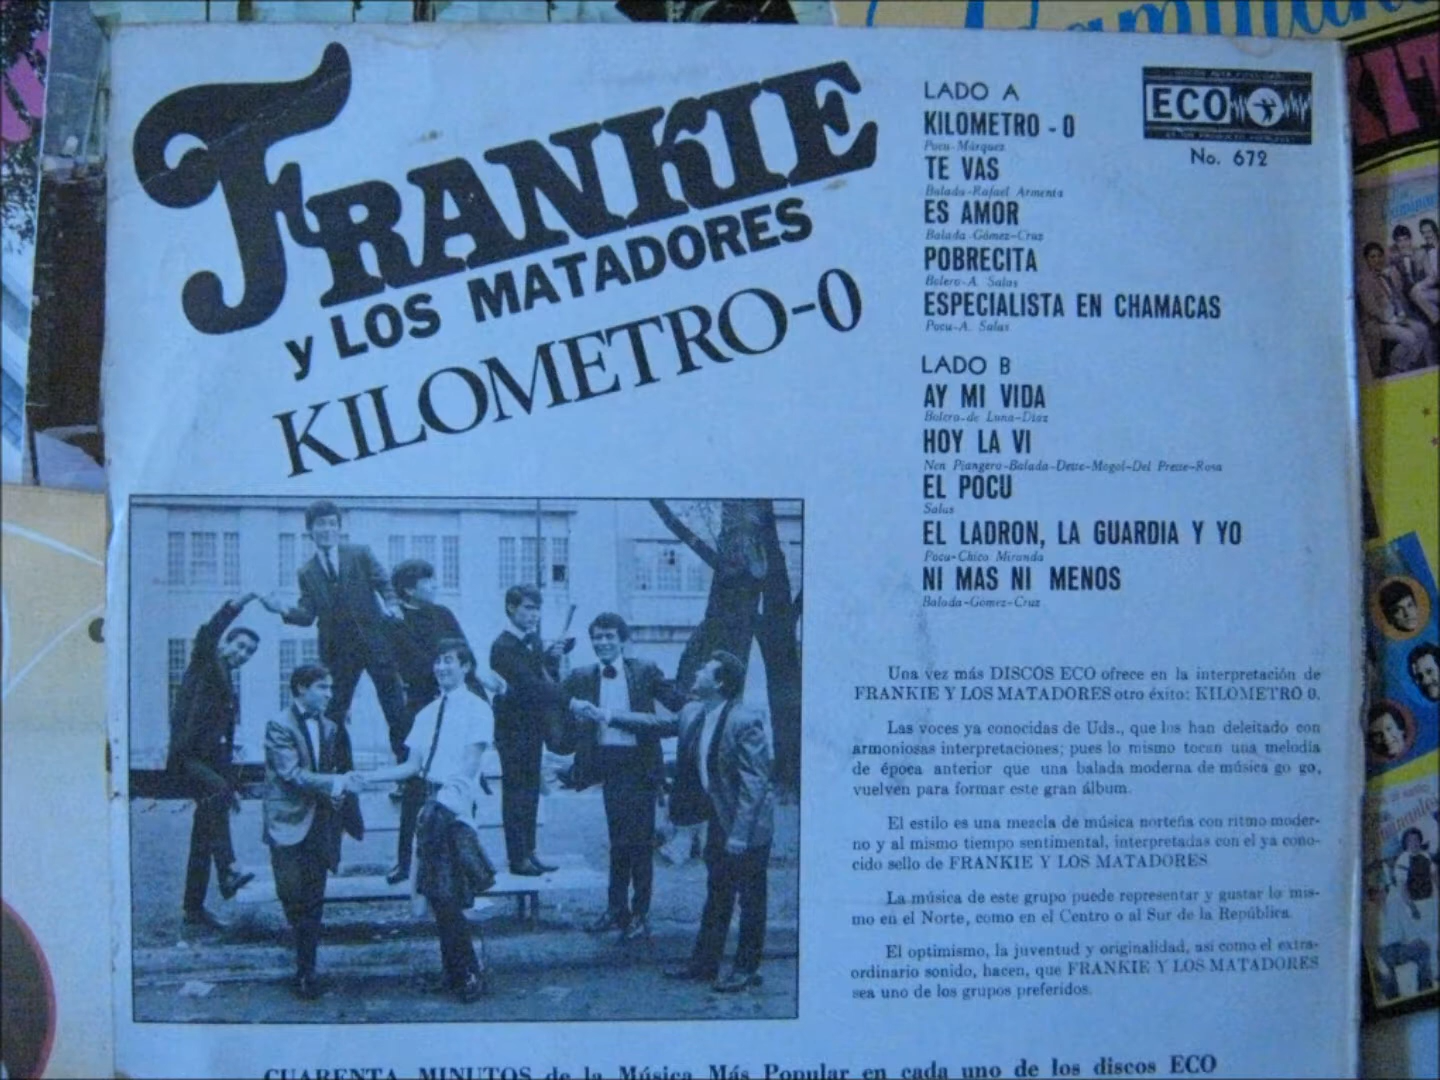 FRANKIE
y LOS MATADORES
KILOMETRO-0
LADO A
KILOMETRO - 0
Pocu-Márquez
TE VAS
Balada-Rafael Armenta
ES AMOR
Balada Gómez-Cruz
POBRECITA
Bolero-A. Salas
ESPECIALISTA EN CHAMACAS
Pocu-A. Salas
LADO B
AY MI VIDA
Bolero-de Luna-Díaz
HOY LA VI
Non Piangero-Balada-Dette-Mogol-Del Prette-Rosa
EL POCU
Salas
EL LADRON, LA GUARDIA Y YO
Pocu-Chico Miranda
NI MAS NI MENOS
Balada-Gomez-Cruz
ECO
No. 672
Una vez más DISCOS ECO ofrece en la interpretación de
FRANKIE Y LOS MATADORES otro éxito: KILOMETRO 0.
Las voces ya conocidas de Uds., que los han deleitado con
armoniosas interpretaciones; pues lo mismo tocan una melodía
de época anterior que una balada moderna de música go go,
vuelven para formar este gran álbum.
El estilo es una mezcla de música norteña con ritmo moder-
no y al mismo tiempo sentimental, interpretadas con el ya cono-
cido sello de FRANKIE Y LOS MATADORES
La música de este grupo puede representar y gustar lo mis-
mo en el Norte, como en el Centro o al Sur de la República.
El optimismo, la juventud y originalidad, así como el extra-
ordinario sonido, hacen, que FRANKIE Y LOS MATADORES
sea uno de los grupos preferidos.
CUARENTA MINUTOS de la Música Más Popular en cada uno de los discos ECO